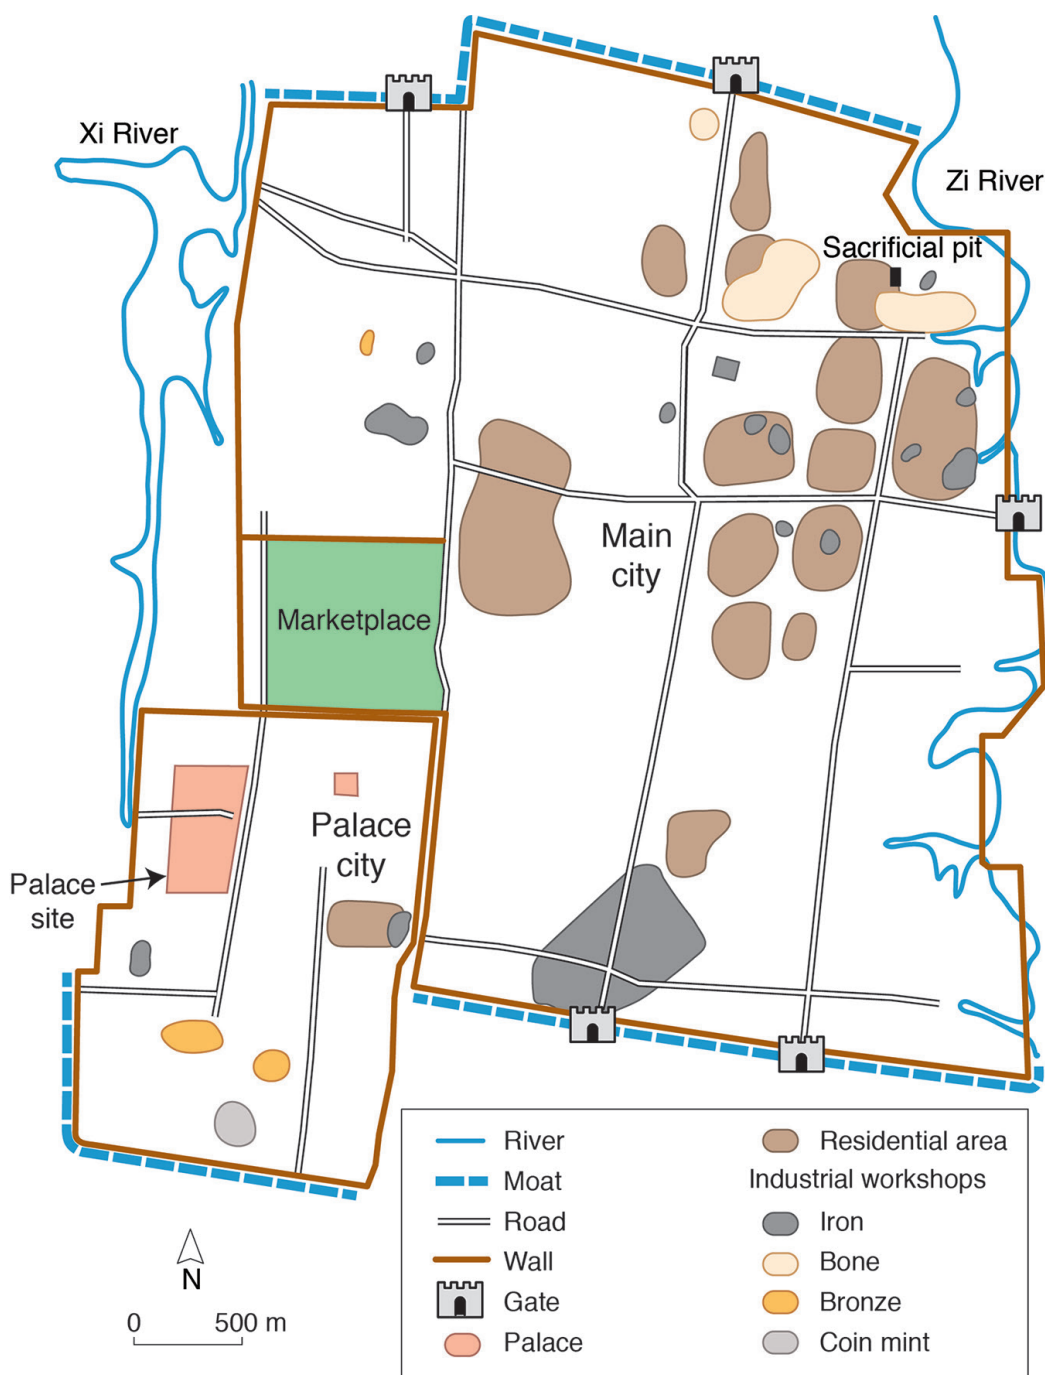 Xi River
Zi River
Sacrificial pit
Main
city
Marketplace
Palace
city
Palace
site
N
0 500 m
River
Moat
Road
Wall
Gate
Palace
Residential area
Industrial workshops
Iron
Bone
Bronze
Coin mint